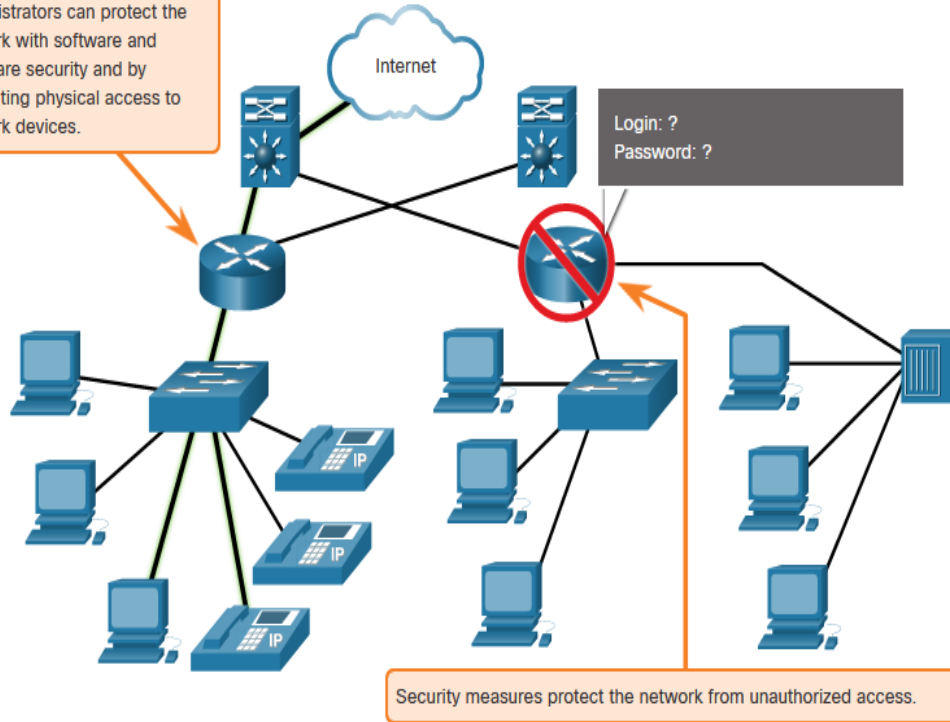 istrators can protect the
rk with software and
are security and by
ting physical access to
rk devices.
Internet
Login: ?
Password: ?
IP
IP
IP
Security measures protect the network from unauthorized access.